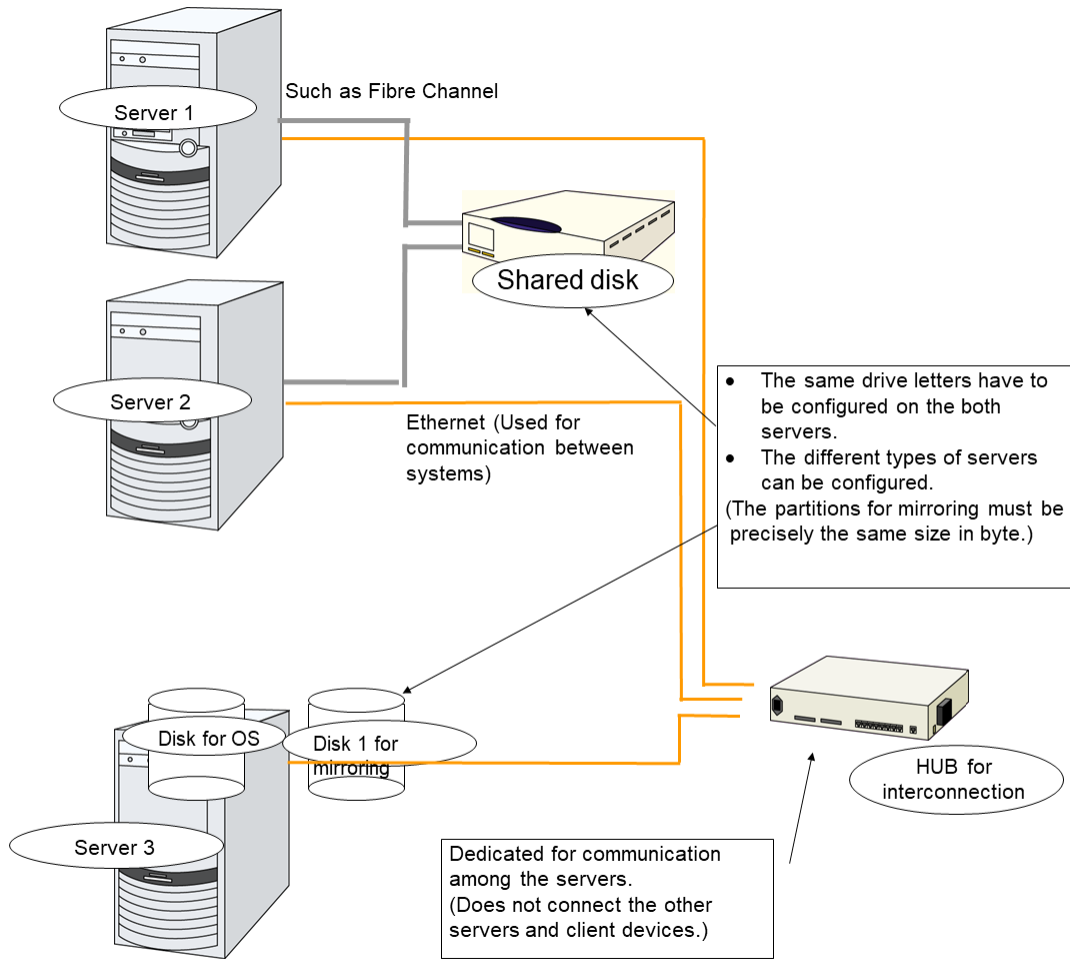 Such as Fibre Channel
Server 1
Shared disk
Server 2
Ethernet (Used for
communication between
systems)
● The same drive letters have to
be configured on the both
servers.
● The different types of servers
can be configured.
(The partitions for mirroring must be
precisely the same size in byte.)
Disk for OS
Disk 1 for
mirroring
Server 3
HUB for
interconnection
Dedicated for communication
among the servers.
(Does not connect the other
servers and client devices.)